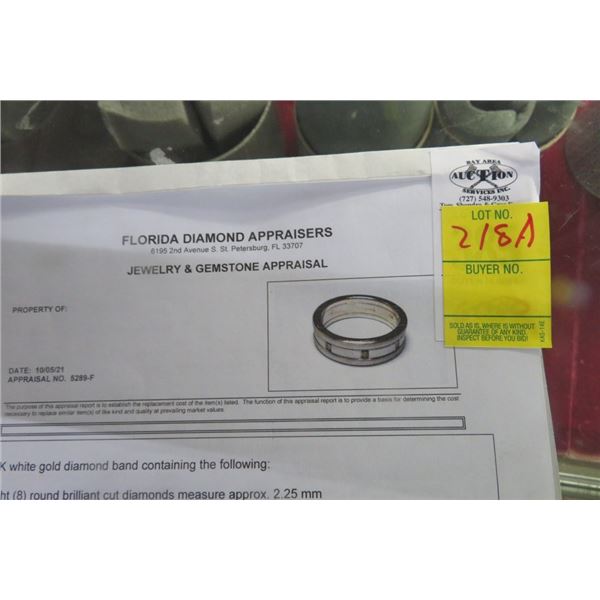 BAY AREA
AUCTION
SERVICES INC.
(727) 548-9303
LOT NO.
218A
BUYER NO.
SOLD AS IS, WHERE IS WITHOUT
GUARANTEE OF ANY KIND.
INSPECT BEFORE YOU BID!
KAS-14E
FLORIDA DIAMOND APPRAISERS
6195 2nd Avenue S. St. Petersburg, FL 33707
JEWELRY & GEMSTONE APPRAISAL
PROPERTY OF:
DATE: 10/05/21
APPRAISAL NO. 5289-F
The purpose of this appraisal report is to establish the replacement cost of the item(s) listed. The function of this appraisal report is to provide a basis for determining the cost
necessary to replace similar item(s) of like kind and quality at prevailing market values.
K white gold diamond band containing the following:
ht (8) round brilliant cut diamonds measure approx. 2.25 mm